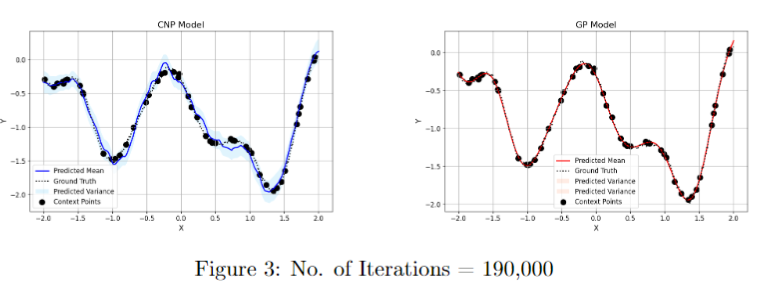 CNP Model
0.0
−0.5
−1.0
−1.5
−2.0
Y
Predicted Mean
Ground Truth
Predicted Variance
Context Points
−2.0 −1.5 −1.0 −0.5 0.0 0.5 1.0 1.5 2.0
X
GP Model
0.0
−0.5
−1.0
−1.5
−2.0
Y
Predicted Mean
Ground Truth
Predicted Variance
Predicted Variance
Context Points
−2.0 −1.5 −1.0 −0.5 0.0 0.5 1.0 1.5 2.0
X
Figure 3: No. of Iterations = 190,000